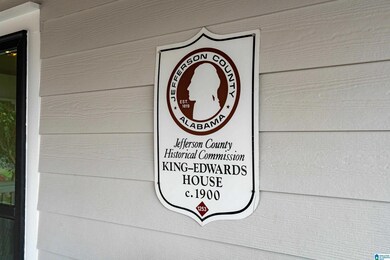 JEFFERSON COUNTY
EST.
1819
ALABAMA
Jefferson County
Historical Commission
KING–EDWARDS
HOUSE
c. 1900